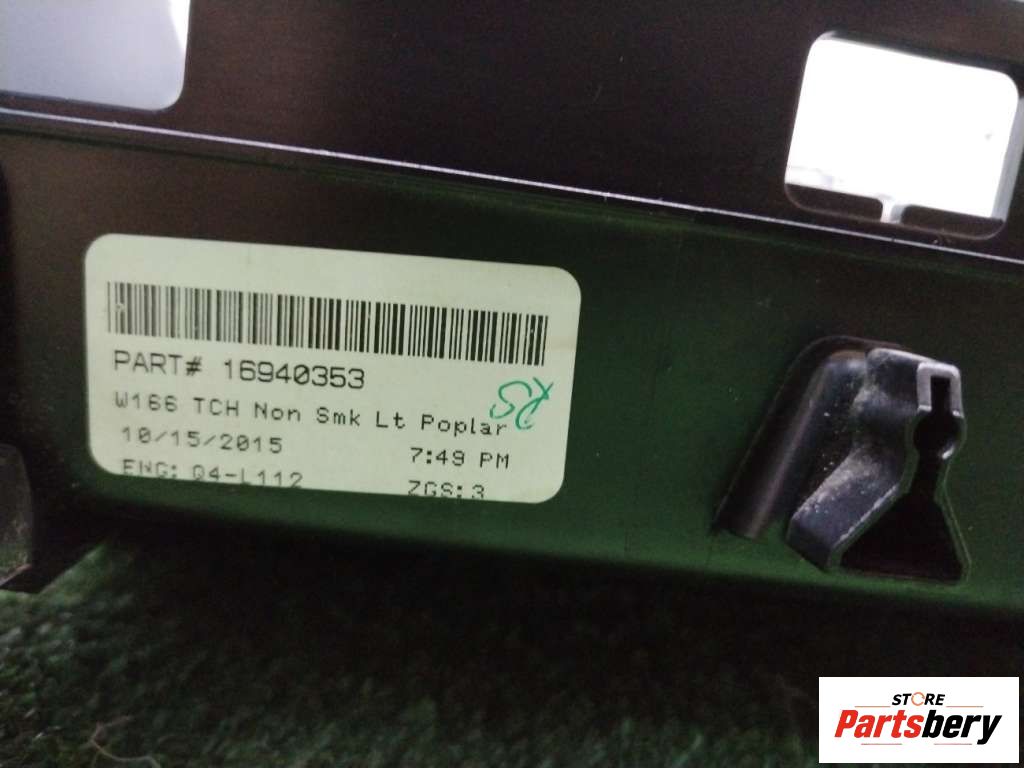 PART# 16940353
W166 TCH Non Smk Lt Poplar
10/15/2015 7:49 PM
ENG: Q4-L112 ZGS:3
STORE
Partsbery